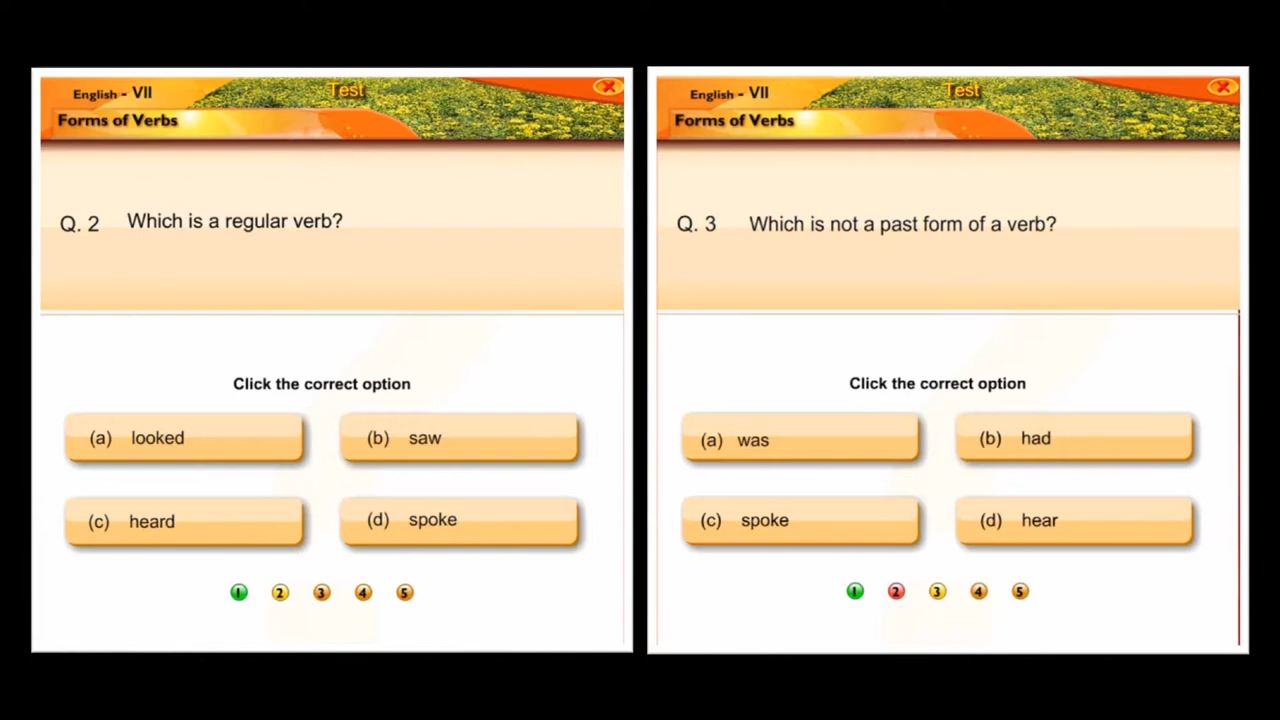 English - VII
Test
Forms of Verbs
Q. 2 Which is a regular verb?
Click the correct option
(a) looked
(b) saw
(c) heard
(d) spoke
1 2 3 4 5
English - VII
Test
Forms of Verbs
Q. 3 Which is not a past form of a verb?
Click the correct option
(a) was
(b) had
(c) spoke
(d) hear
1 2 3 4 5